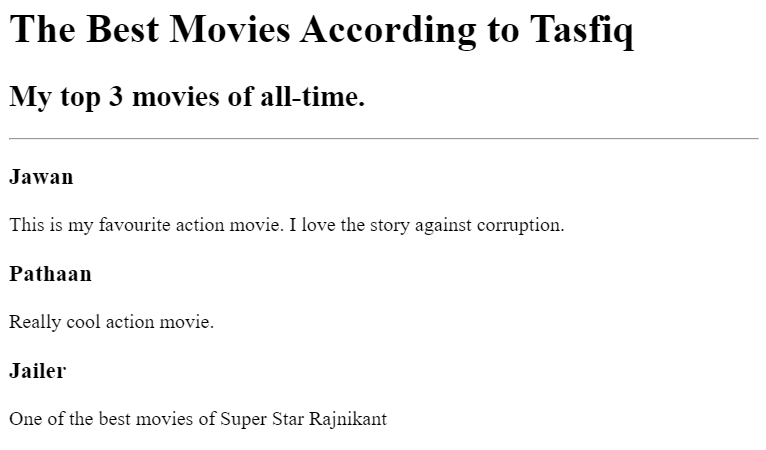 The Best Movies According to Tasfiq
My top 3 movies of all-time.
Jawan
This is my favourite action movie. I love the story against corruption.
Pathaan
Really cool action movie.
Jailer
One of the best movies of Super Star Rajnikant